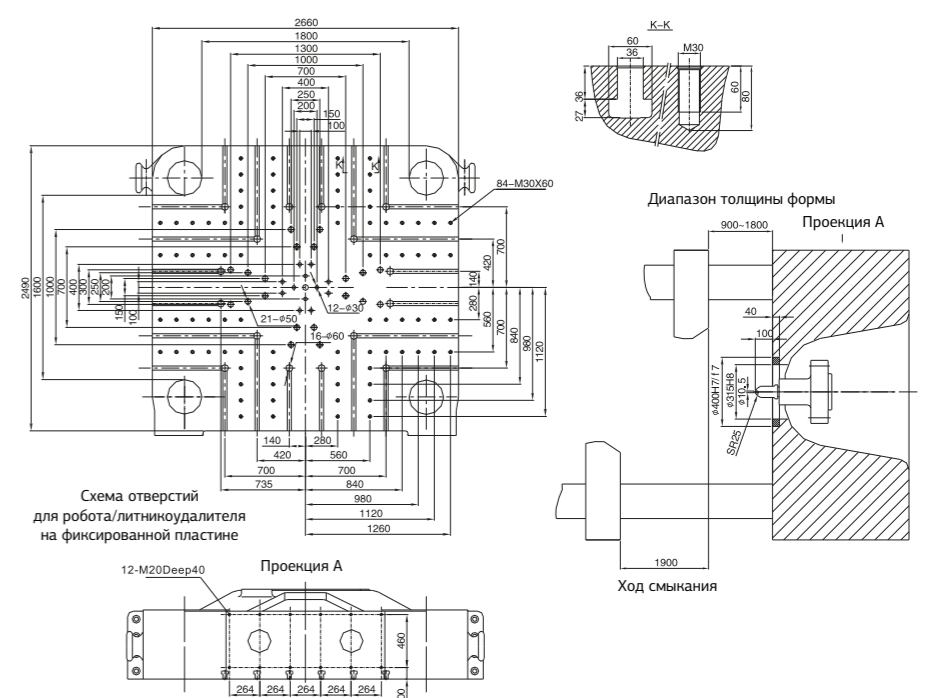 2660
1800
1300
1000
700
400
250
200
150
100
K
K
K–K
60
36
M30
36
27
60
80
84–M30X60
2490
1600
1000
700
400
300
250
200
150
100
12–ϕ30
21–ϕ50
16–ϕ60
700
420
140
280
560
700
840
980
1120
140
280
420
560
700
700
735
840
980
1120
1260
Схема отверстий
для робота/литникоудалителя
на фиксированной пластине
Диапазон толщины формы
900~1800
Проекция А
40
100
ϕ400H7/f7
ϕ315H8
ϕ10.5
SR25
1900
Ход смыкания
Проекция А
12-M20Deep40
460
264
264
264
264
264